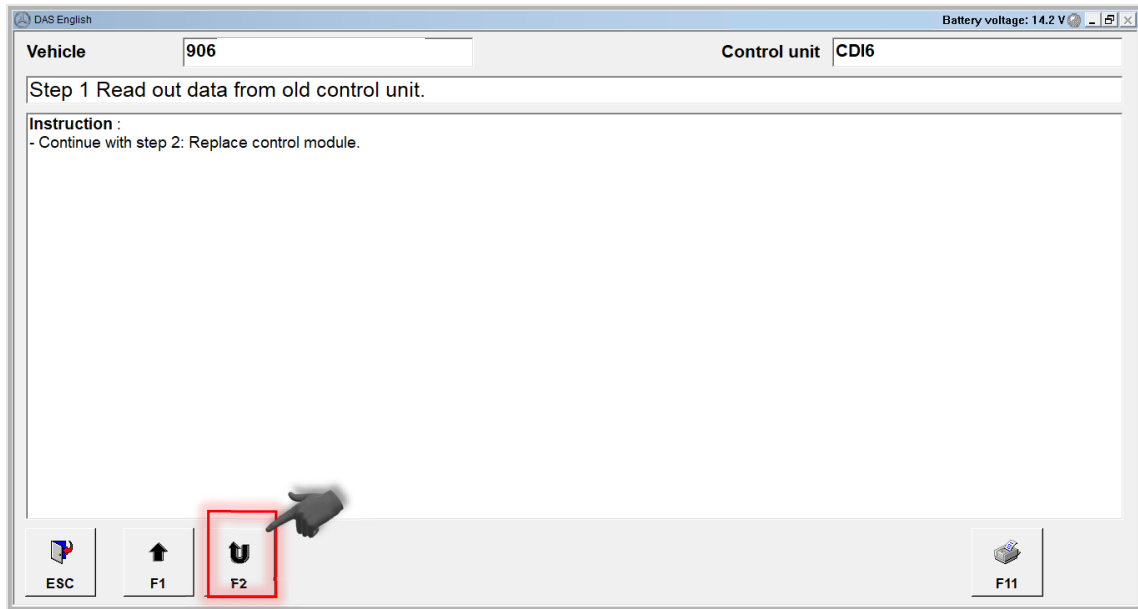 DAS English
Battery voltage: 14.2 V
Vehicle 906 Control unit CDI6
Step 1 Read out data from old control unit.
Instruction :
- Continue with step 2: Replace control module.
ESC F1 F2 F11